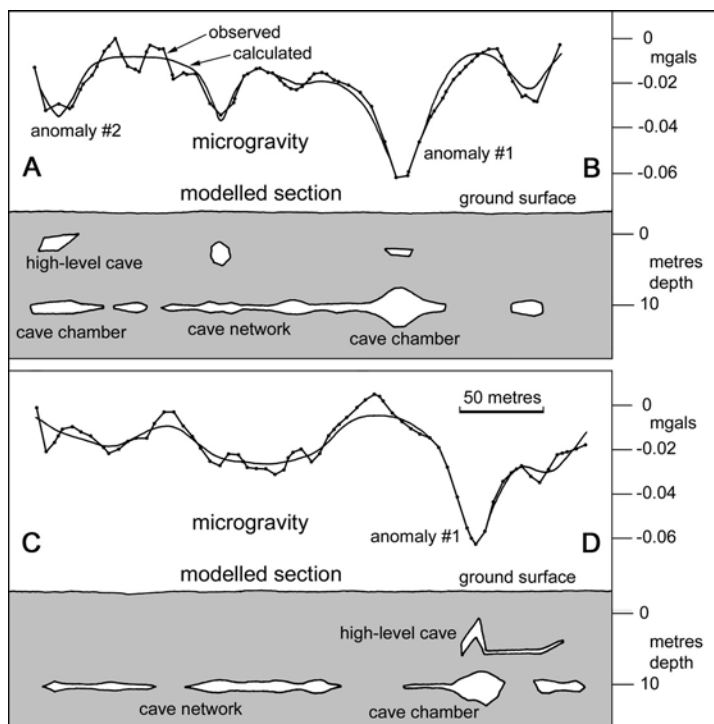 observed
calculated
0
mgals
-0.02
-0.04
-0.06
anomaly #2
microgravity
anomaly #1
A
B
modelled section
ground surface
0
metres
depth
10
high-level cave
cave chamber
cave network
cave chamber
50 metres
0
mgals
-0.02
-0.04
-0.06
microgravity
anomaly #1
C
D
modelled section
ground surface
0
metres
depth
10
high-level cave
cave network
cave chamber